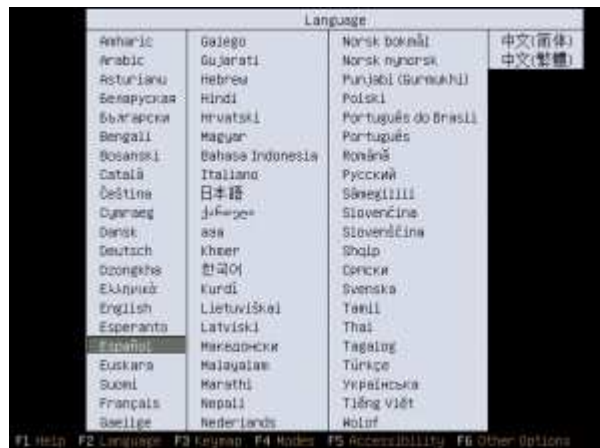 Language
Amharic
Arabic
Asturianu
Беларуская
Български
Bengali
Bosanski
Català
Čeština
Cymraeg
Dansk
Deutsch
Dzongkha
Ελληνικά
English
Esperanto
Español
Euskara
Suomi
Français
Gaeilge
Galego
Gujarati
Hebrew
Hindi
Hrvatski
Magyar
Bahasa Indonesia
Italiano
日本語
ქართული
Khmer
한국어
Kurdî
Lietuviškai
Latviski
Македонски
Malayalam
Marathi
Nepali
Nederlands
Norsk bokmål
Norsk nynorsk
Punjabi (Gurmukhi)
Polski
Português do Brasil
Português
Română
Русский
Sámegillii
Slovenčina
Slovenščina
Shqip
Српски
Svenska
Tamil
Thai
Tagalog
Türkçe
Українська
Tiếng Việt
Wolof
中文(简体)
中文(繁體)
F1 Help F2 Language F3 Keymap F4 Modes F5 Accessibility F6 Other Options